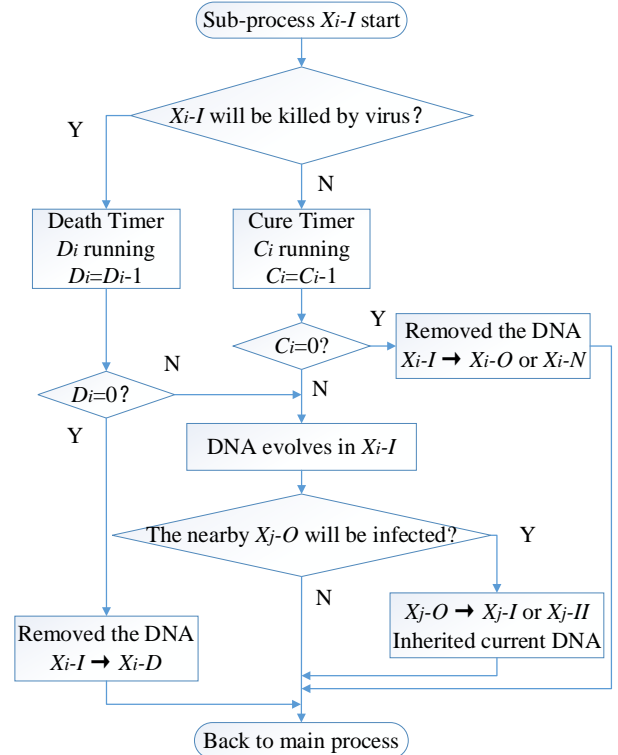 Sub-process Xi-I start
Xi-I will be killed by virus?
Y
N
Death Timer
Di running
Di=Di-1
Cure Timer
Ci running
Ci=Ci-1
Ci=0?
Y
Removed the DNA
Xi-I → Xi-O or Xi-N
N
Di=0?
N
Y
DNA evolves in Xi-I
The nearby Xj-O will be infected?
Y
N
Xj-O → Xj-I or Xj-II
Inherited current DNA
Removed the DNA
Xi-I → Xi-D
Back to main process